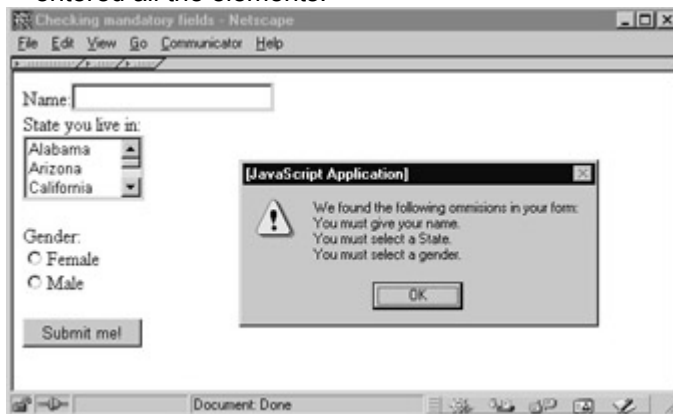 entered all the elements.
Checking mandatory fields - Netscape
File Edit View Go Communicator Help
Name:
State you live in:
Alabama
Arizona
California
[JavaScript Application]
We found the following ommisions in your form:
You must give your name.
You must select a State.
You must select a gender.
OK
Gender:
Female
Male
Submit me!
Document: Done